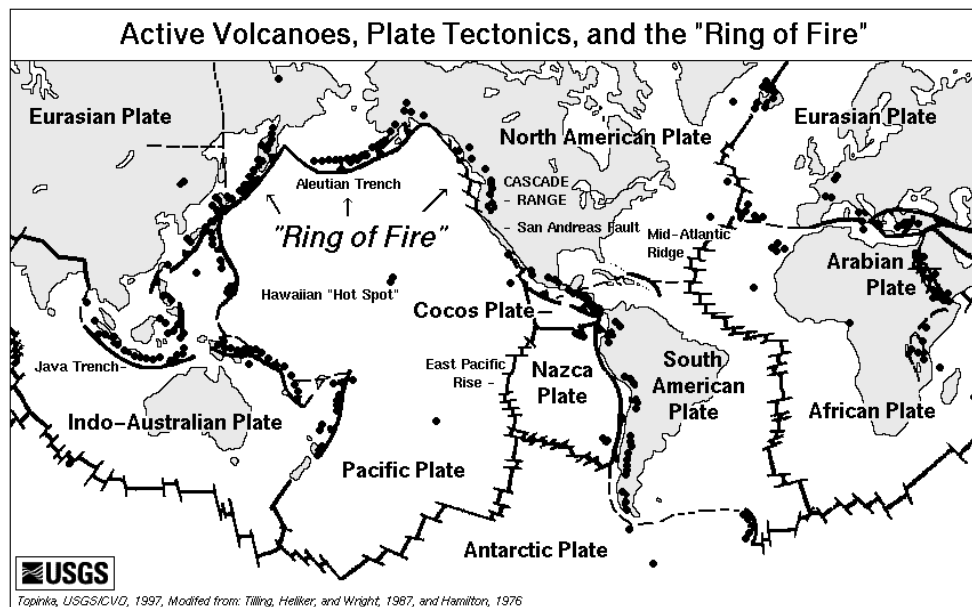 Active Volcanoes, Plate Tectonics, and the "Ring of Fire"
Eurasian Plate
North American Plate
Eurasian Plate
Aleutian Trench
CASCADE
- RANGE
"Ring of Fire"
- San Andreas Fault
Mid-Atlantic
Ridge
Arabian
Plate
Hawaiian "Hot Spot"
Cocos Plate-
Java Trench-
East Pacific
Rise -
Nazca
Plate
South
American
Plate
Indo-Australian Plate
African Plate
Pacific Plate
Antarctic Plate
USGS
Topinka, USGS/CVO, 1997, Modifed from: Tilling, Heliker, and Wright, 1987, and Hamilton, 1976